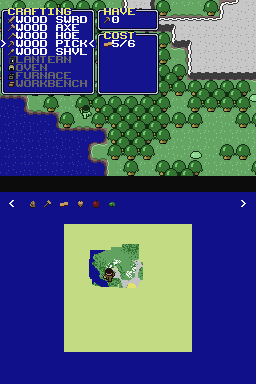 CRAFTING
WOOD SWRD
WOOD AXE
WOOD HOE
>WOOD PICK<
WOOD SHVL
LANTERN
OVEN
FURNACE
WORKBENCH
HAVE
0
COST
5/6